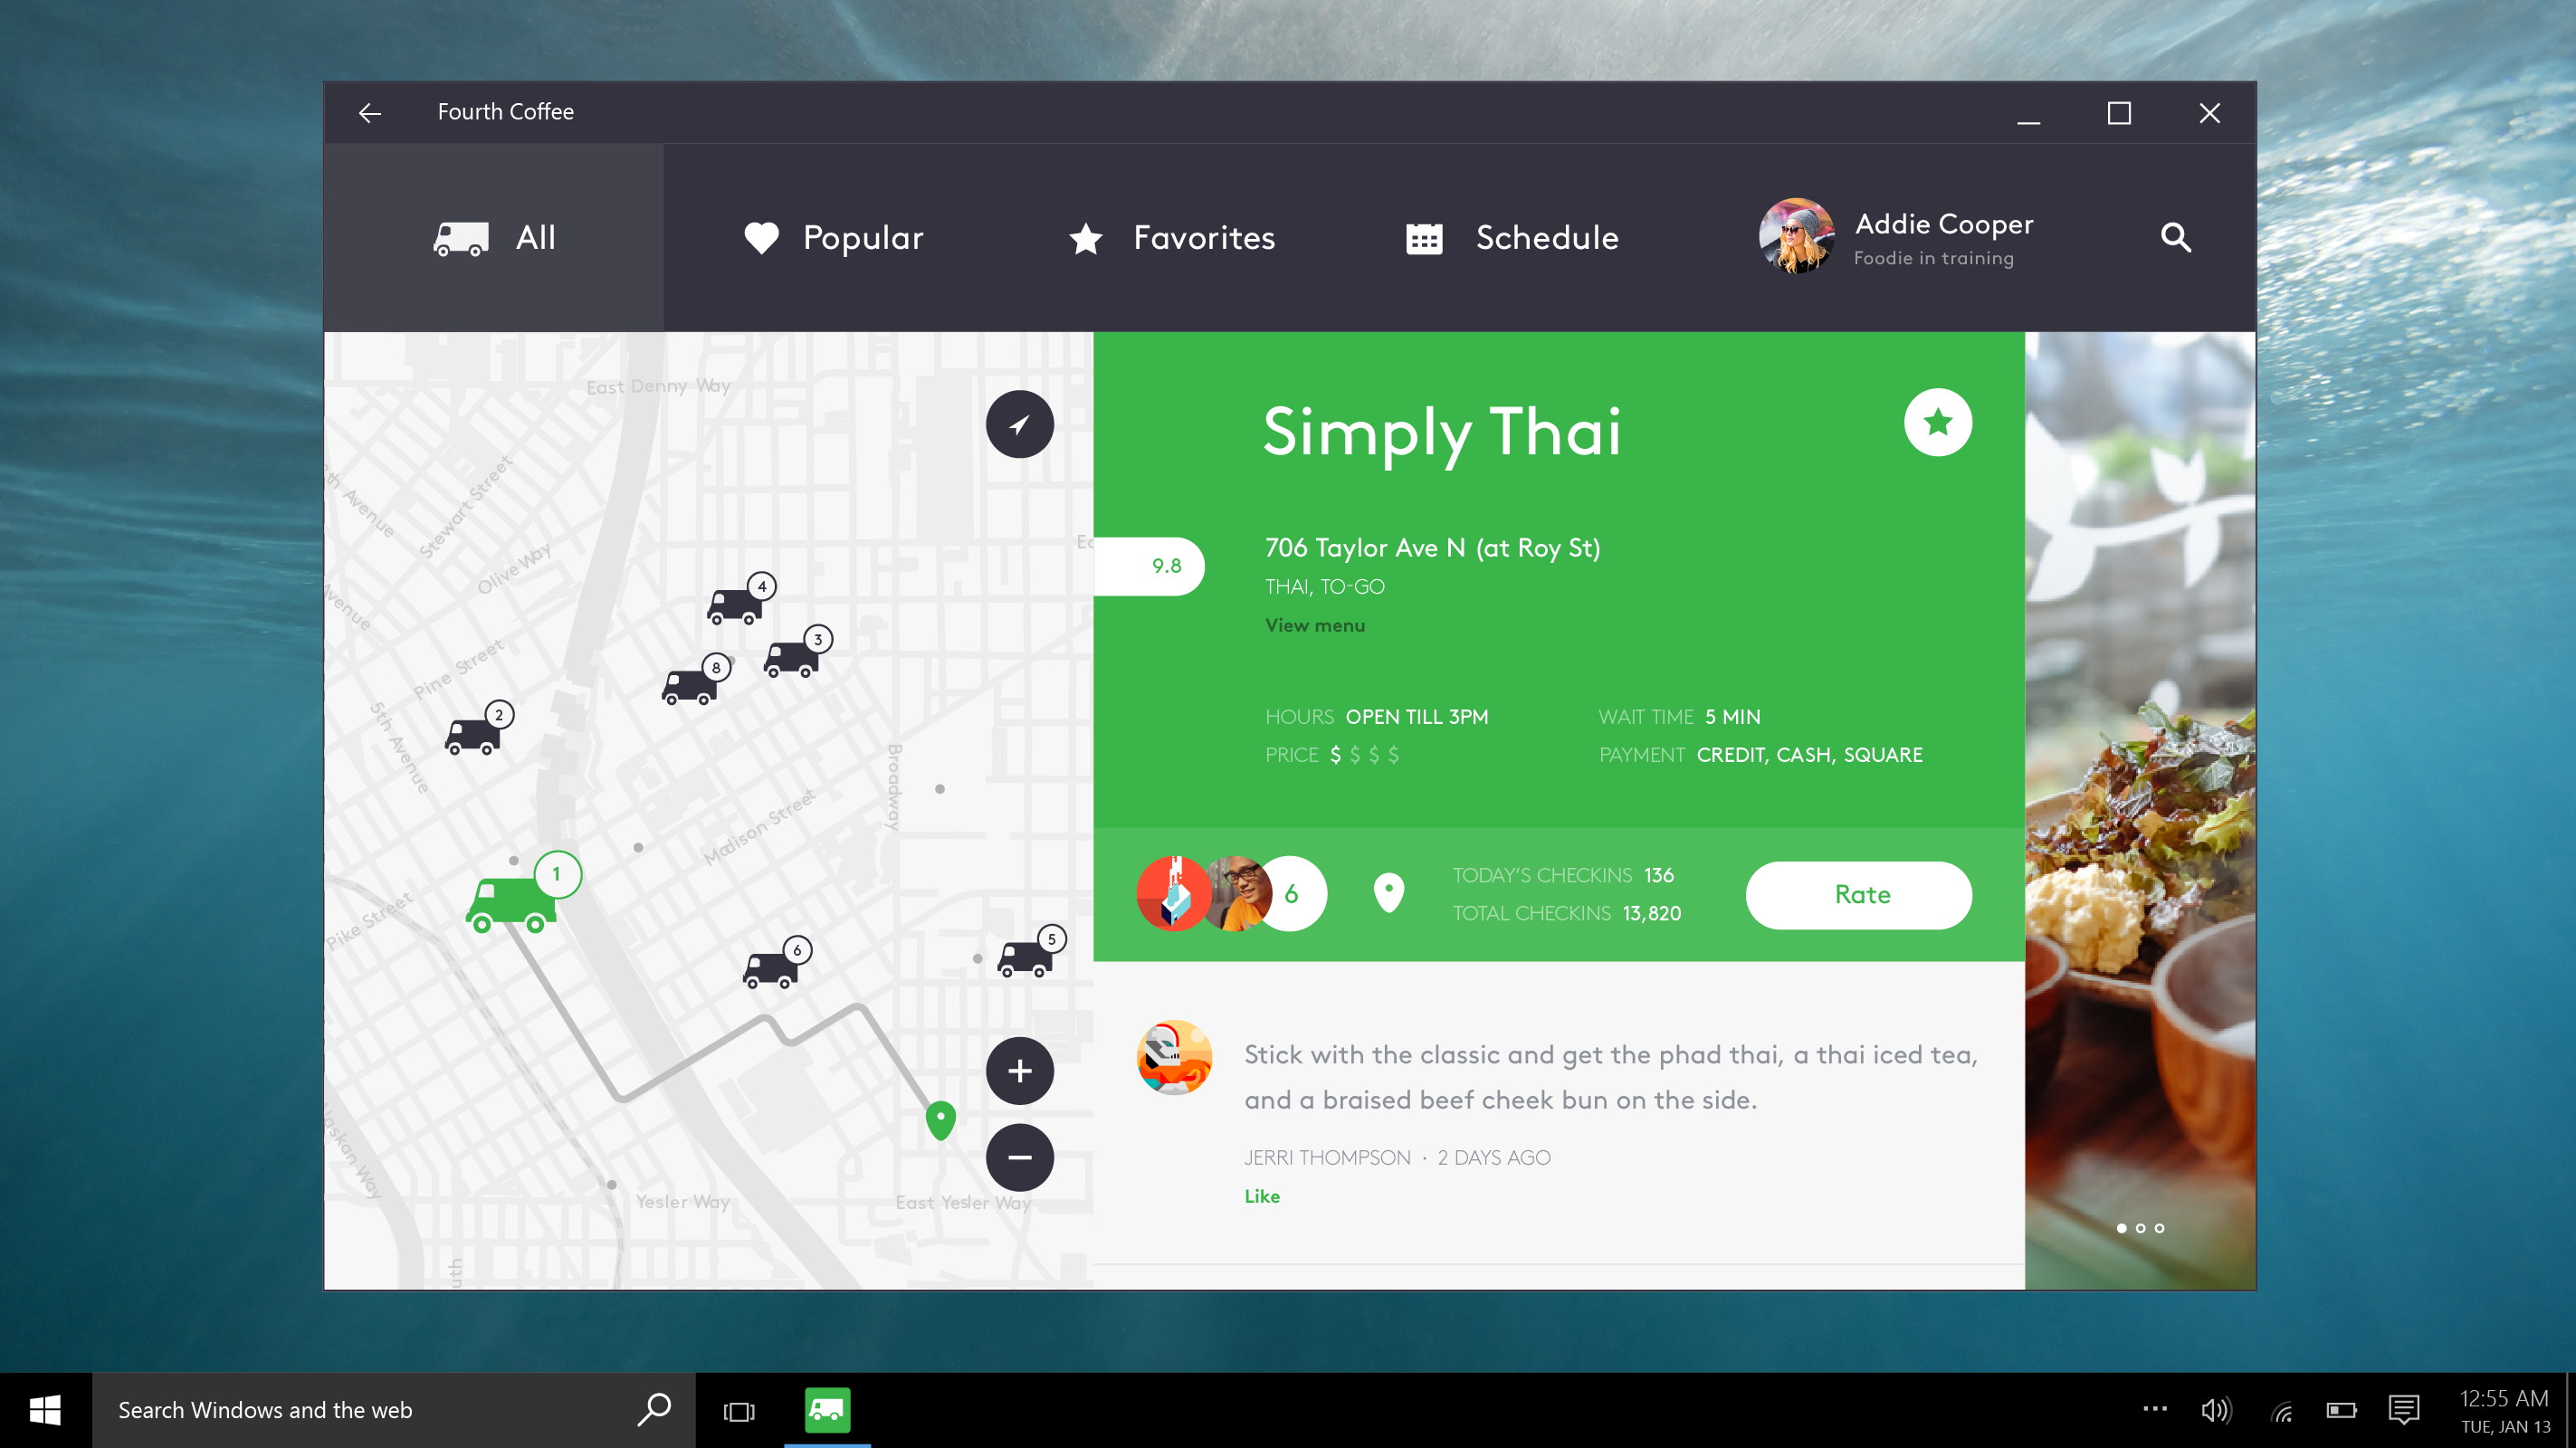 Fourth Coffee
All
Popular
Favorites
Schedule
Addie Cooper
Foodie in training
East Denny Way
Avenue
Stewart Street
Olive Way
Avenue
Pine Street
5th Avenue
Broadway
Madison Street
Pike Street
Yesler Way
East Yesler Way
Way
4
3
8
2
1
6
5
Simply Thai
9.8
706 Taylor Ave N (at Roy St)
THAI, TO-GO
View menu
HOURS OPEN TILL 3PM
WAIT TIME 5 MIN
PRICE $ $ $ $
PAYMENT CREDIT, CASH, SQUARE
6
TODAY'S CHECKINS 136
TOTAL CHECKINS 13,820
Rate
Stick with the classic and get the phad thai, a thai iced tea,
and a braised beef cheek bun on the side.
JERRI THOMPSON · 2 DAYS AGO
Like
Search Windows and the web
12:55 AM
TUE, JAN 13